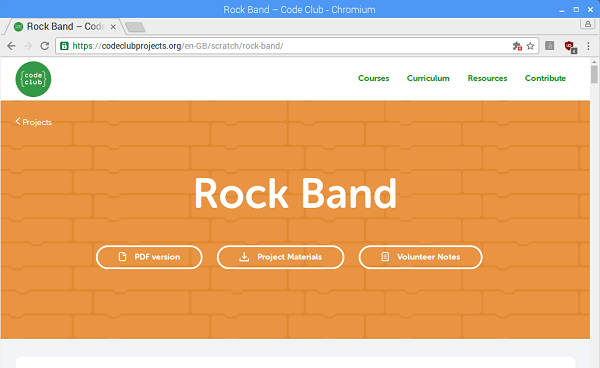 Rock Band – Code Club - Chromium
Rock Band – Code
https://codeclubprojects.org/en-GB/scratch/rock-band/
code
club
Courses
Curriculum
Resources
Contribute
Projects
Rock Band
PDF version
Project Materials
Volunteer Notes